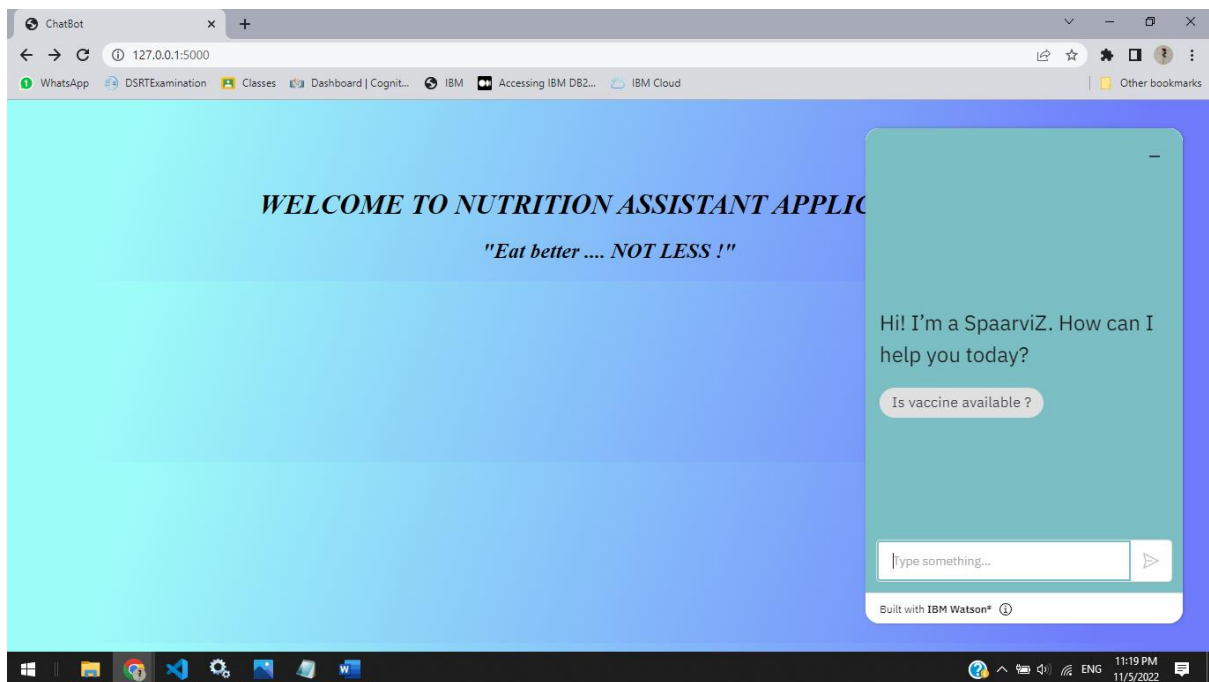 ChatBot
127.0.0.1:5000
WhatsApp DSRTExamination Classes Dashboard | Cognit... IBM Accessing IBM DB2... IBM Cloud Other bookmarks
WELCOME TO NUTRITION ASSISTANT APPLIC
"Eat better .... NOT LESS !"
Hi! I'm a SpaarviZ. How can I
help you today?
Is vaccine available ?
Type something...
Built with IBM Watson®
ENG 11:19 PM
11/5/2022